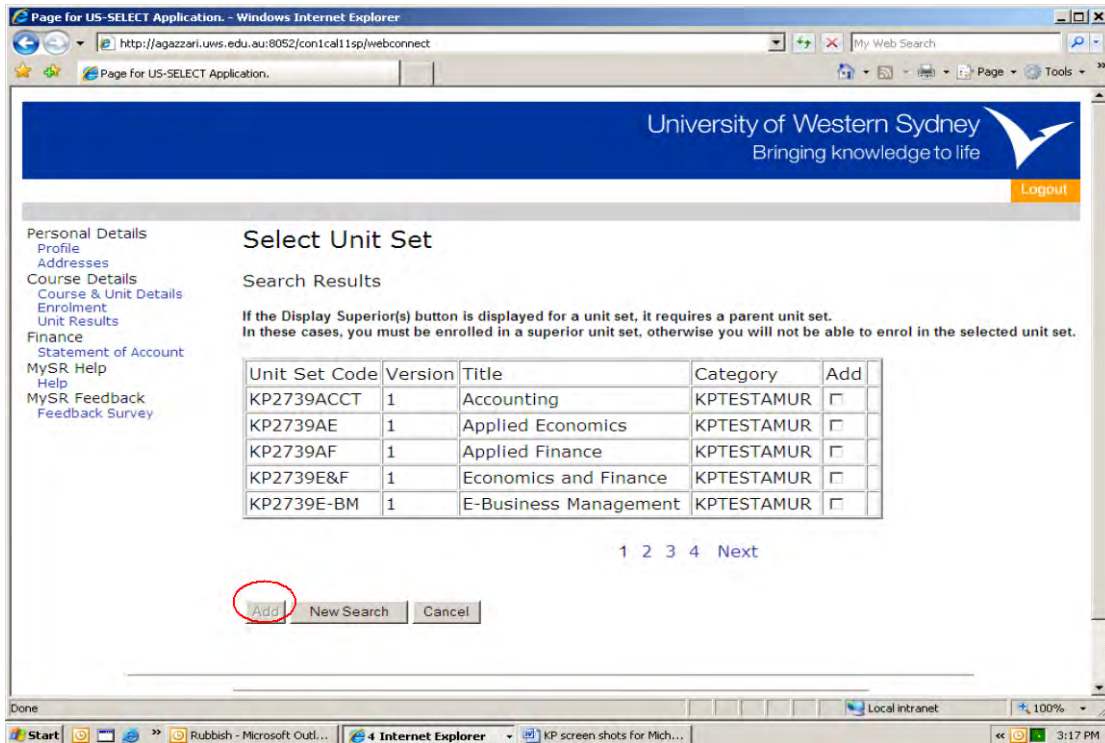 Page for US-SELECT Application. - Windows Internet Explorer
http://agazzari.uws.edu.au:8052/con1cal11sp/webconnect
My Web Search
Page for US-SELECT Application.
Page
Tools
University of Western Sydney
Bringing knowledge to life
Logout
Personal Details
Profile
Addresses
Course Details
Course & Unit Details
Enrolment
Unit Results
Finance
Statement of Account
MySR Help
Help
MySR Feedback
Feedback Survey
Select Unit Set
Search Results
If the Display Superior(s) button is displayed for a unit set, it requires a parent unit set.
In these cases, you must be enrolled in a superior unit set, otherwise you will not be able to enrol in the selected unit set.
Unit Set Code Version Title Category Add
KP2739ACCT 1 Accounting KPTESTAMUR
KP2739AE 1 Applied Economics KPTESTAMUR
KP2739AF 1 Applied Finance KPTESTAMUR
KP2739E&F 1 Economics and Finance KPTESTAMUR
KP2739E-BM 1 E-Business Management KPTESTAMUR
1 2 3 4 Next
Add New Search Cancel
Done Local intranet 100%
Start Rubbish - Microsoft Outl... 4 Internet Explorer KP screen shots for Mich... 3:17 PM